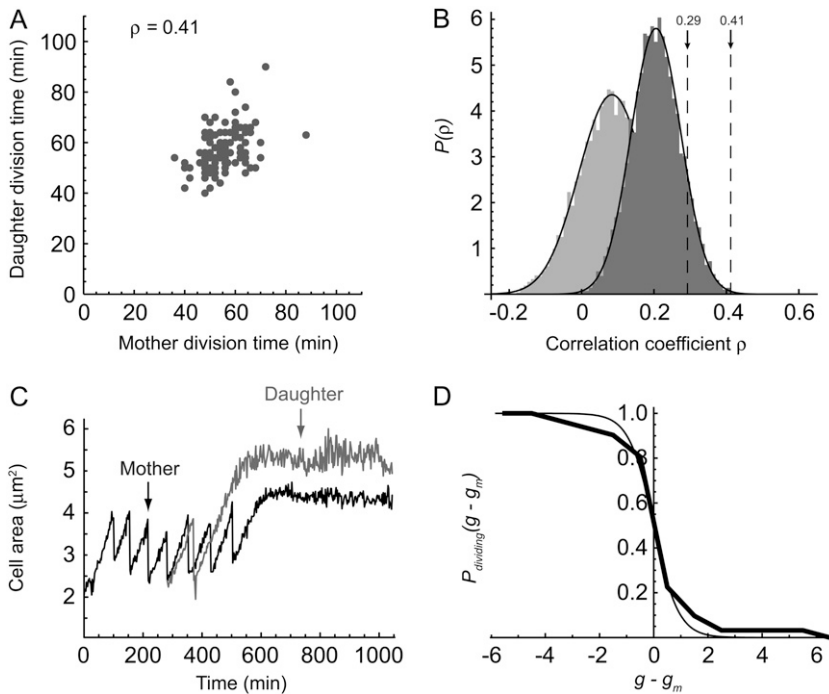 A
ρ = 0.41
Daughter division time (min)
110
100
80
60
40
20
0
0 20 40 60 80 100
Mother division time (min)
B
0.29 0.41
P(ρ)
6
5
4
3
2
1
-0.2 0 0.2 0.4 0.6
Correlation coefficient ρ
C
Daughter
Mother
Cell area (μm²)
6
5
4
3
2
0 200 400 600 800 1000
Time (min)
D
P dividing (g - g m)
1.0
0.8
0.6
0.4
0.2
-6 -4 -2 0 2 4 6
g - g m